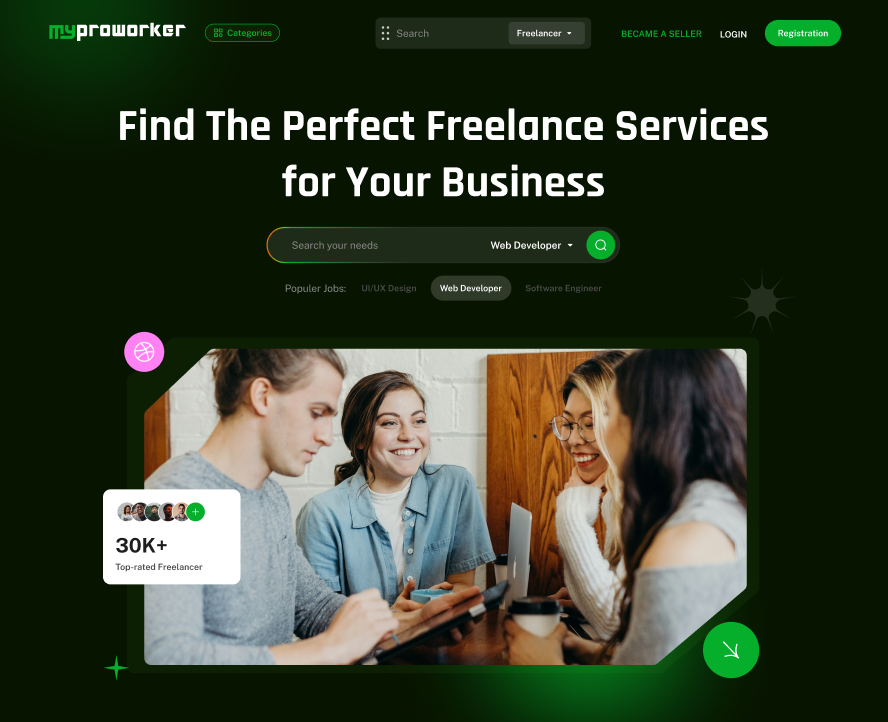 myproworker
Categories
Search
Freelancer
BECAME A SELLER
LOGIN
Registration
Find The Perfect Freelance Services
for Your Business
Search your needs
Web Developer
Populer Jobs:
UI/UX Design
Web Developer
Software Engineer
30K+
Top-rated Freelancer